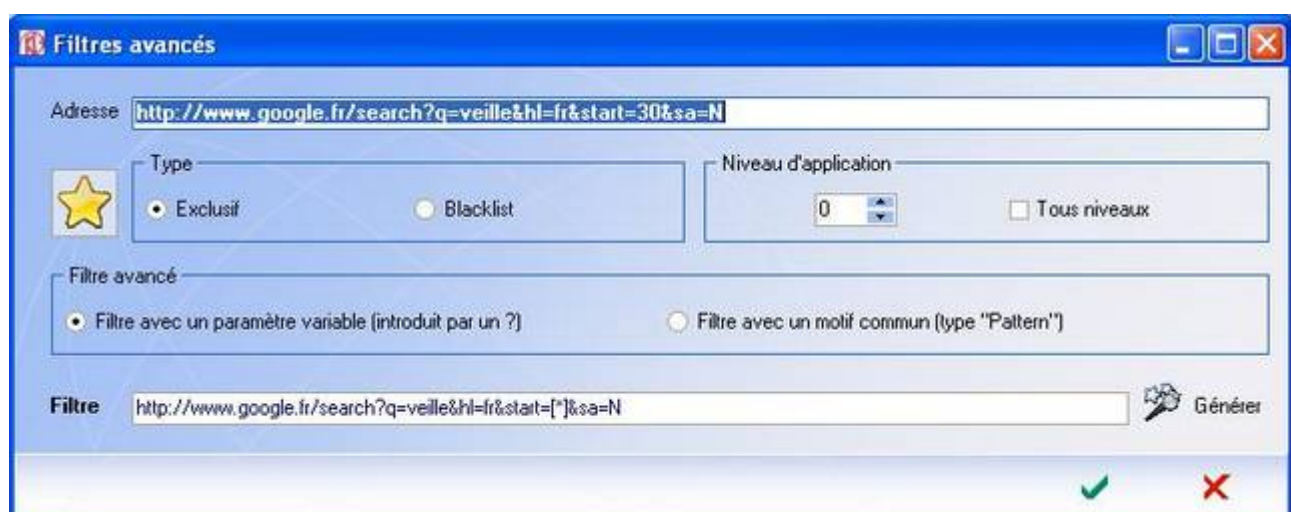 Filtres avancés
Adresse http://www.google.fr/search?q=veille&hl=fr&start=30&sa=N
Type Niveau d'application
Exclusif Blacklist 0 Tous niveaux
Filtre avancé
Filtre avec un paramètre variable (introduit par un ?) Filtre avec un motif commun (type "Pattern")
Filtre http://www.google.fr/search?q=veille&hl=fr&start=[*]&sa=N Générer